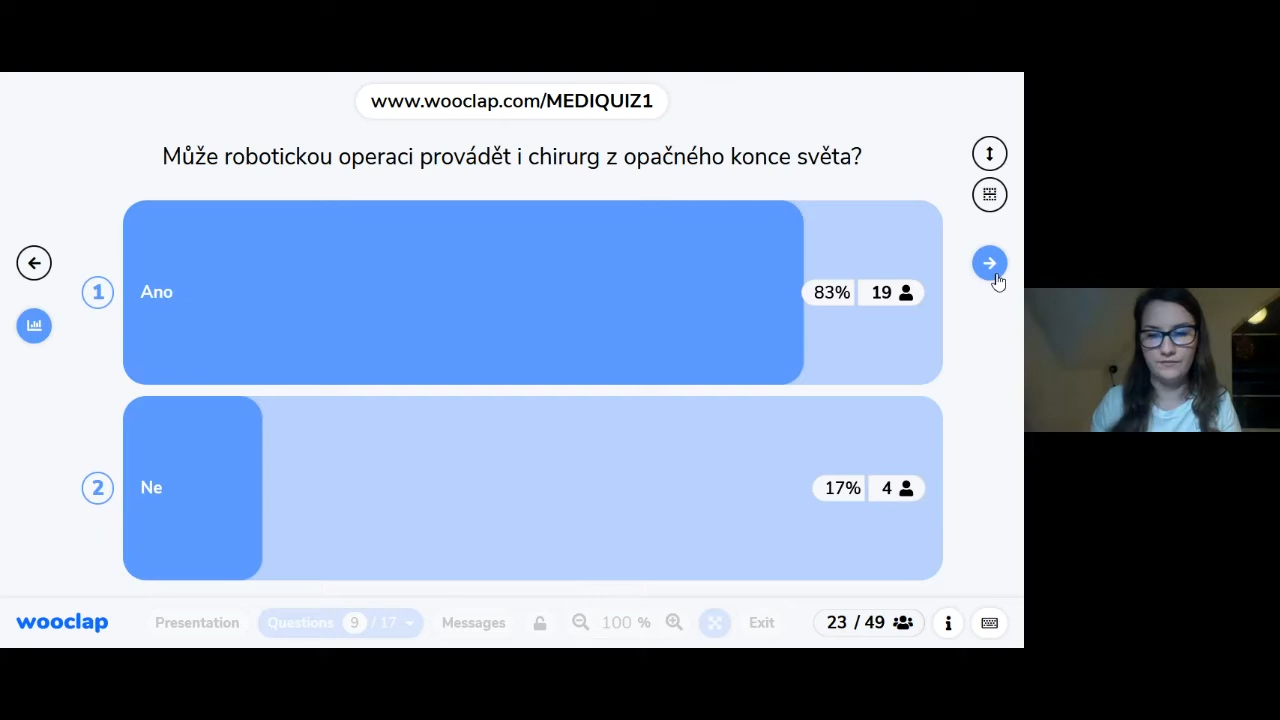 www.wooclap.com/MEDIQUIZ1
Může robotickou operaci provádět i chirurg z opačného konce světa?
1 Ano 83% 19
2 Ne 17% 4
wooclap Presentation Questions 9 / 17 Messages 100 % Exit 23 / 49 i